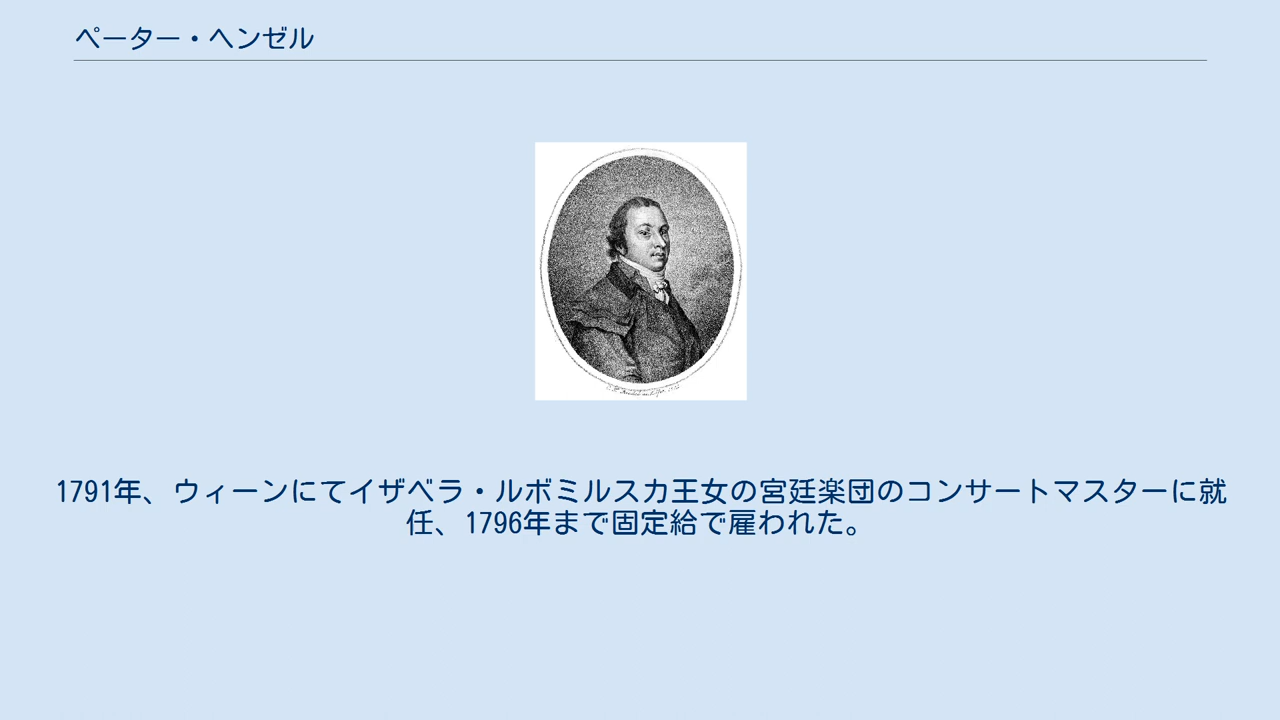 ペーター・ヘンゼル
1791年、ウィーンにてイザベラ・ルボミルスカ王女の宮廷楽団のコンサートマスターに就
任、1796年まで固定給で雇われた。